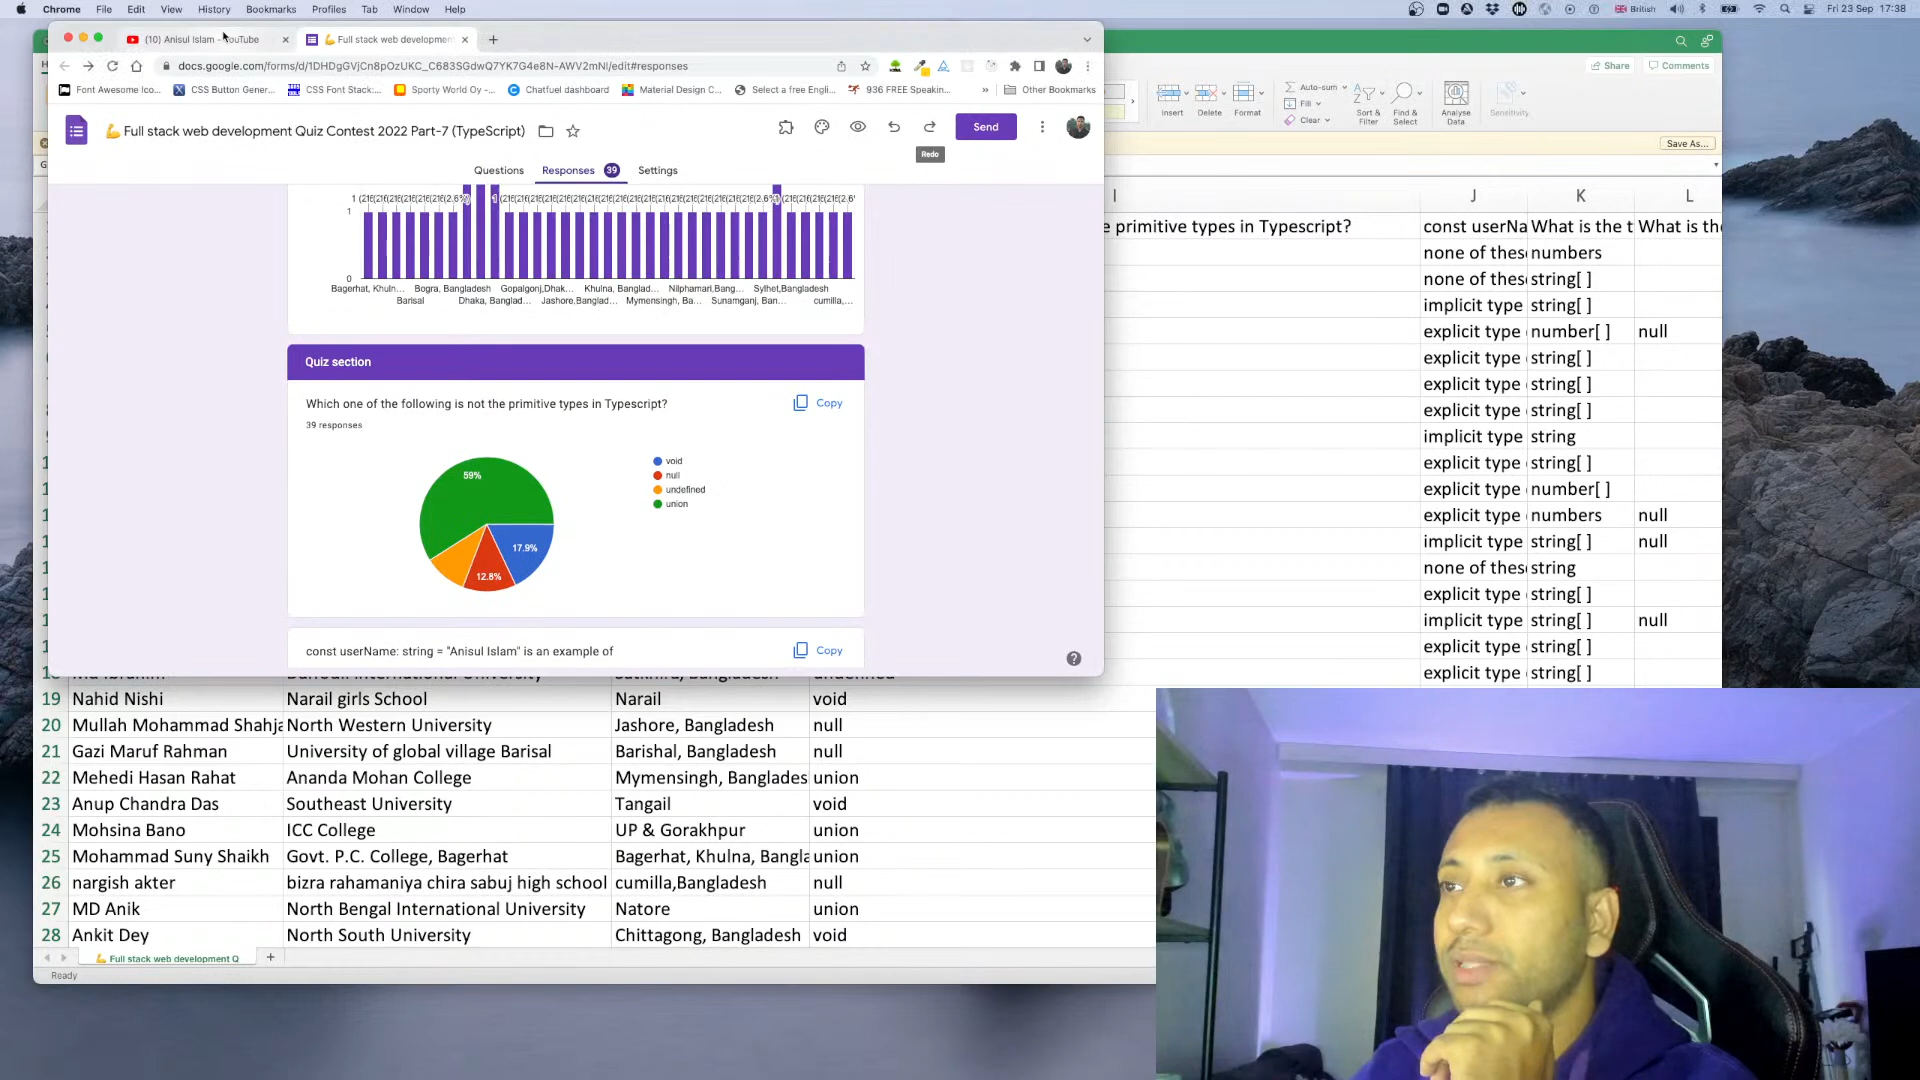 Chrome File Edit View History Bookmarks Profiles Tab Window Help
British Fri 23 Sep 17:38
(10) Anisul Islam - YouTube
Full stack web development
docs.google.com/forms/d/1DHDgGVjCn8pOzUKC_C683SGdwQ7YK7G4e8N-AWV2mNI/edit#responses
Font Awesome Ico... CSS Button Gener... CSS Font Stack:... Sporty World Oy -... Chatfuel dashboard Material Design C... Select a free Engli... 936 FREE Speakin... » Other Bookmarks
Full stack web development Quiz Contest 2022 Part-7 (TypeScript)
Send
Redo
Questions Responses 39 Settings
1
0
Bagerhat, Khuln... Bogra, Bangladesh Gopalgonj,Dhak... Khulna, Banglad... Nilphamari,Bang... Sylhet,Bangladesh
Barisal Dhaka, Banglad... Jashore,Banglad... Mymensingh, Ba... Sunamganj, Ban... cumilla,...
Quiz section
Which one of the following is not the primitive types in Typescript?
Copy
39 responses
59%
17.9%
12.8%
void
null
undefined
union
const userName: string = "Anisul Islam" is an example of
Copy
Share Comments
Insert Delete Format
Auto-sum
Fill
Clear
Sort & Filter
Find & Select
Analyse Data
Sensitivity
Save As...
I J K L
primitive types in Typescript? const userNa What is the t What is the
none of these numbers
none of these string[ ]
implicit type string[ ]
explicit type number[ ] null
explicit type string[ ]
explicit type string[ ]
explicit type string[ ]
implicit type string
explicit type string[ ]
explicit type number[ ]
explicit type numbers null
implicit type string[ ] null
none of these string
explicit type string[ ]
implicit type string[ ] null
explicit type string[ ]
explicit type string[ ]
19 Nahid Nishi Narail girls School Narail void
20 Mullah Mohammad Shahja North Western University Jashore, Bangladesh null
21 Gazi Maruf Rahman University of global village Barisal Barishal, Bangladesh null
22 Mehedi Hasan Rahat Ananda Mohan College Mymensingh, Banglades union
23 Anup Chandra Das Southeast University Tangail void
24 Mohsina Bano ICC College UP & Gorakhpur union
25 Mohammad Suny Shaikh Govt. P.C. College, Bagerhat Bagerhat, Khulna, Bangla union
26 nargish akter bizra rahamaniya chira sabuj high school cumilla,Bangladesh null
27 MD Anik North Bengal International University Natore union
28 Ankit Dey North South University Chittagong, Bangladesh void
Full stack web development Q
Ready